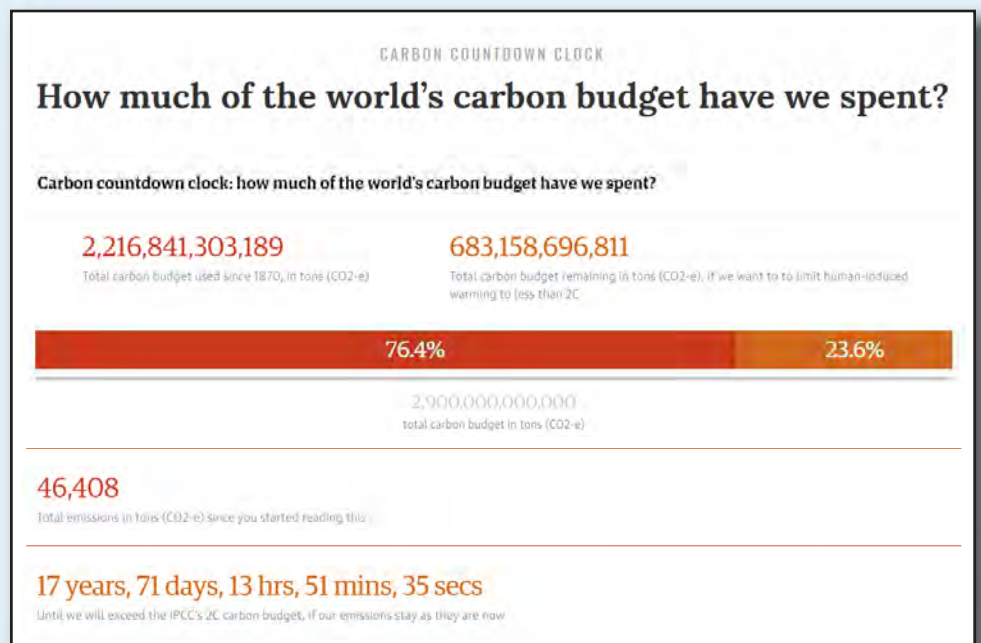 CARBON COUNTDOWN CLOCK
How much of the world's carbon budget have we spent?
Carbon countdown clock: how much of the world's carbon budget have we spent?
2,216,841,303,189
Total carbon budget used since 1870, in tons (CO2-e)
683,158,696,811
Total carbon budget remaining in tons (CO2-e), if we want to to limit human-induced
warming to less than 2C
76.4%
23.6%
2,900,000,000,000
total carbon budget in tons (CO2-e)
46,408
Total emissions in tons (CO2-e) since you started reading this
17 years, 71 days, 13 hrs, 51 mins, 35 secs
Until we will exceed the IPCC's 2C carbon budget, if our emissions stay as they are now